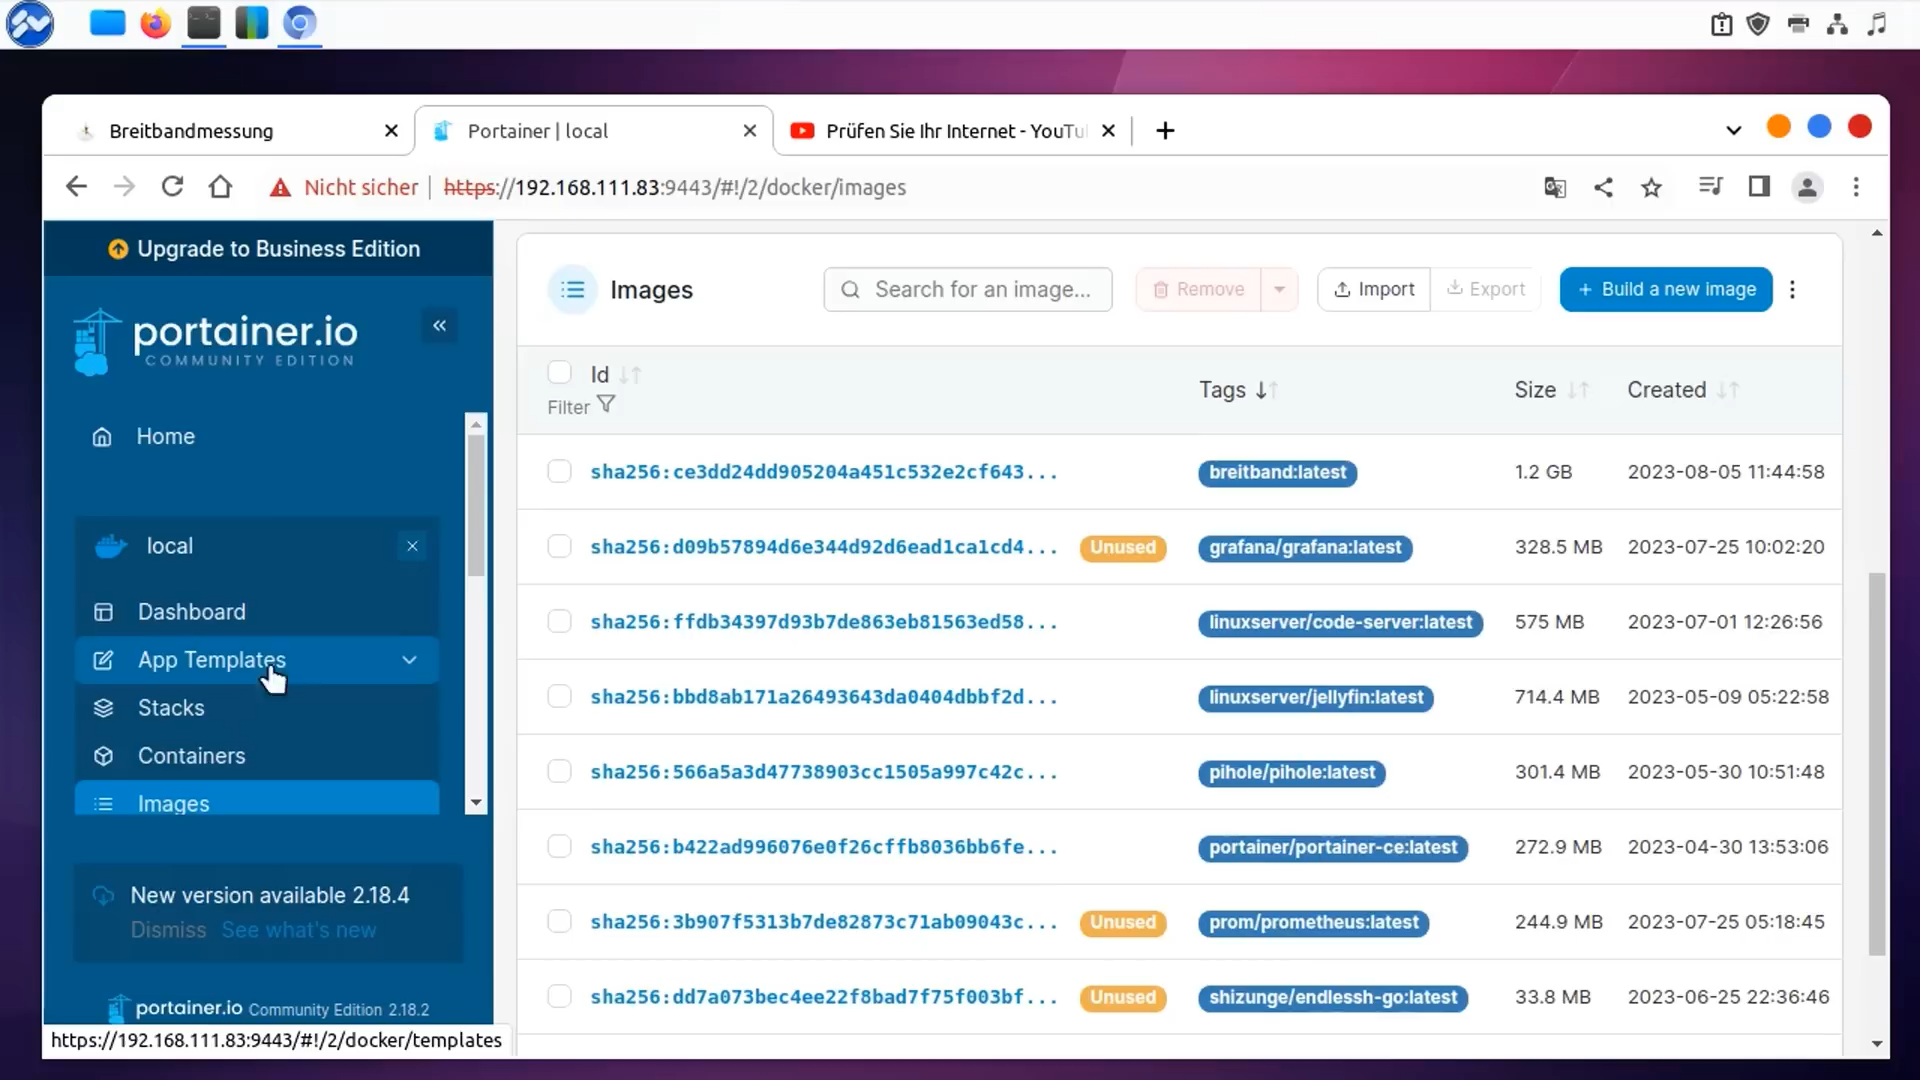 Breitbandmessung
Portainer | local
Prüfen Sie Ihr Internet - YouTu
Nicht sicher
https://192.168.111.83:9443/#!/2/docker/images
Upgrade to Business Edition
portainer.io
COMMUNITY EDITION
Home
local
Dashboard
App Templates
Stacks
Containers
Images
New version available 2.18.4
Dismiss See what's new
portainer.io Community Edition 2.18.2
https://192.168.111.83:9443/#!/2/docker/templates
Images
Search for an image...
Remove
Import
Export
+ Build a new image
Id
Filter
Tags
Size
Created
sha256:ce3dd24dd905204a451c532e2cf643... breitband:latest 1.2 GB 2023-08-05 11:44:58
sha256:d09b57894d6e344d92d6ead1ca1cd4... Unused grafana/grafana:latest 328.5 MB 2023-07-25 10:02:20
sha256:ffdb34397d93b7de863eb81563ed58... linuxserver/code-server:latest 575 MB 2023-07-01 12:26:56
sha256:bbd8ab171a26493643da0404dbbf2d... linuxserver/jellyfin:latest 714.4 MB 2023-05-09 05:22:58
sha256:566a5a3d47738903cc1505a997c42c... pihole/pihole:latest 301.4 MB 2023-05-30 10:51:48
sha256:b422ad996076e0f26cffb8036bb6fe... portainer/portainer-ce:latest 272.9 MB 2023-04-30 13:53:06
sha256:3b907f5313b7de82873c71ab09043c... Unused prom/prometheus:latest 244.9 MB 2023-07-25 05:18:45
sha256:dd7a073bec4ee22f8bad7f75f003bf... Unused shizunge/endlessh-go:latest 33.8 MB 2023-06-25 22:36:46